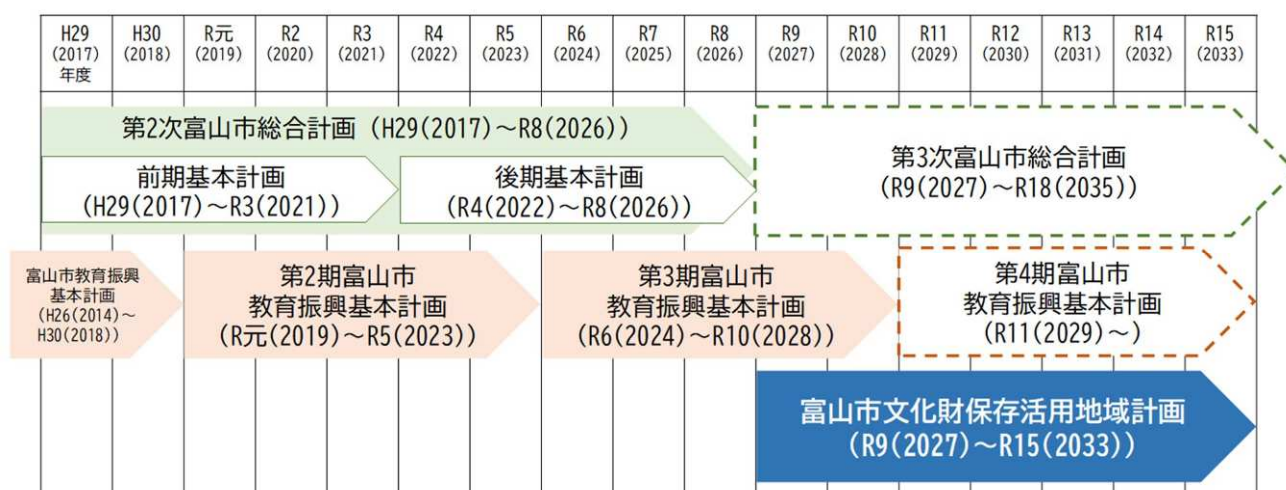 H29 H30 R元 R2 R3 R4 R5 R6 R7 R8 R9 R10 R11 R12 R13 R14 R15
(2017) (2018) (2019) (2020) (2021) (2022) (2023) (2024) (2025) (2026) (2027) (2028) (2029) (2030) (2031) (2032) (2033)
年度
第2次富山市総合計画（H29(2017)～R8(2026)）
前期基本計画
（H29(2017)～R3(2021)）
後期基本計画
（R4(2022)～R8(2026)）
第3次富山市総合計画
（R9(2027)～R18(2035)）
富山市教育振興
基本計画
（H26(2014)～
H30(2018)）
第2期富山市
教育振興基本計画
（R元(2019)～R5(2023)）
第3期富山市
教育振興基本計画
（R6(2024)～R10(2028)）
第4期富山市
教育振興基本計画
（R11(2029)～）
富山市文化財保存活用地域計画
（R9(2027)～R15(2033)）